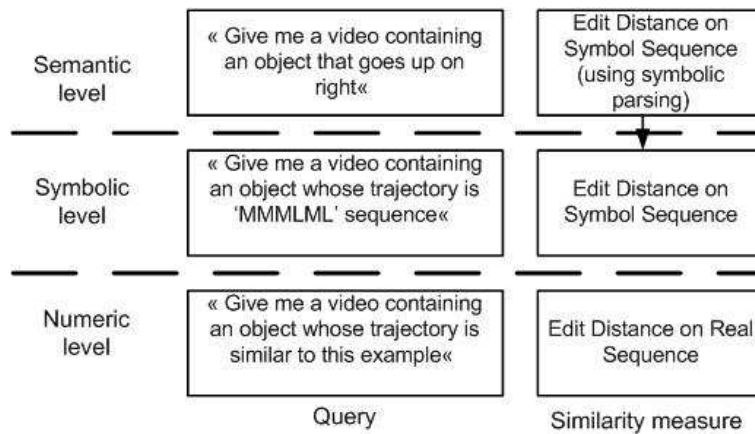 Semantic
level
« Give me a video containing
an object that goes up on
right«
Edit Distance on
Symbol Sequence
(using symbolic
parsing)
Symbolic
level
« Give me a video containing
an object whose trajectory is
‘MMMLML’ sequence«
Edit Distance on
Symbol Sequence
Numeric
level
« Give me a video containing
an object whose trajectory is
similar to this example«
Edit Distance on Real
Sequence
Query
Similarity measure